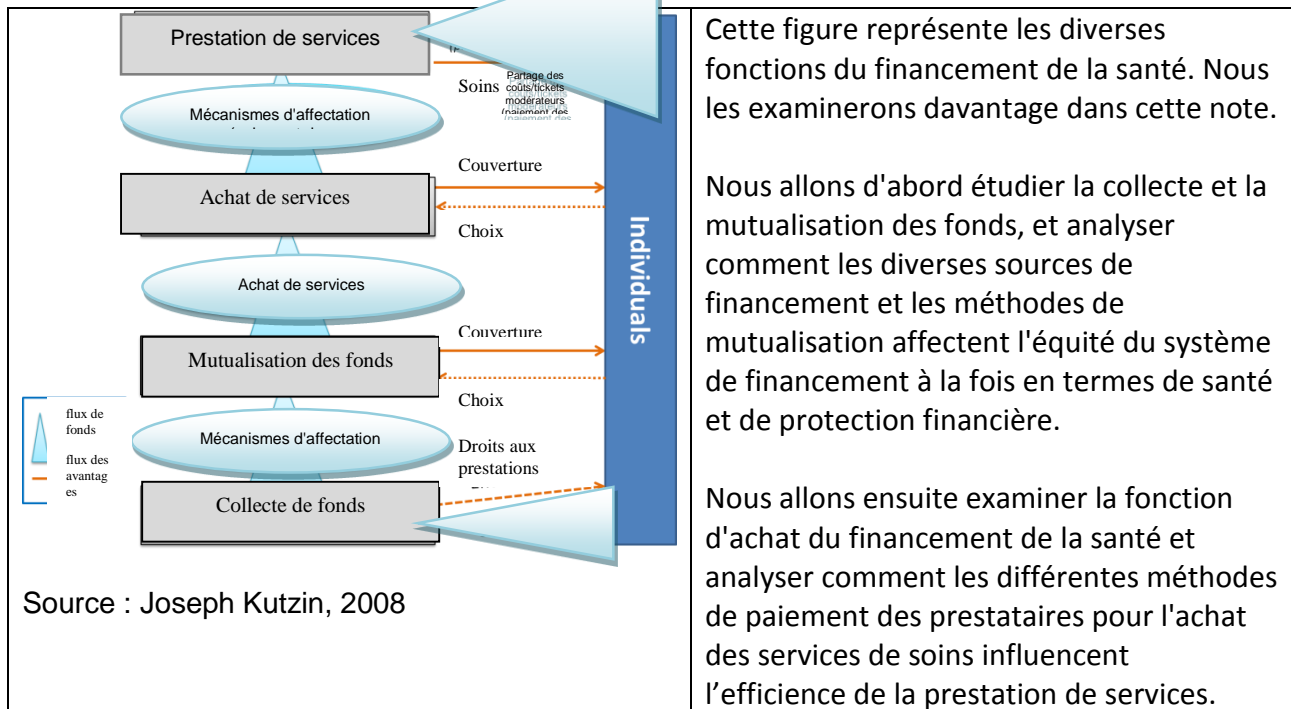 Prestation de services
Soins
Partage des
coûts/tickets
modérateurs
(paiement des
Mécanismes d'affectation
Couverture
Achat de services
Choix
Achat de services
Couverture
Mutualisation des fonds
Choix
Mécanismes d'affectation
Droits aux
prestations
Collecte de fonds
Individuals
flux de
fonds
flux des
avantag
es
Source : Joseph Kutzin, 2008
Cette figure représente les diverses
fonctions du financement de la santé. Nous
les examinerons davantage dans cette note.
Nous allons d'abord étudier la collecte et la
mutualisation des fonds, et analyser
comment les diverses sources de
financement et les méthodes de
mutualisation affectent l'équité du système
de financement à la fois en termes de santé
et de protection financière.
Nous allons ensuite examiner la fonction
d'achat du financement de la santé et
analyser comment les différentes méthodes
de paiement des prestataires pour l'achat
des services de soins influencent
l’efficience de la prestation de services.